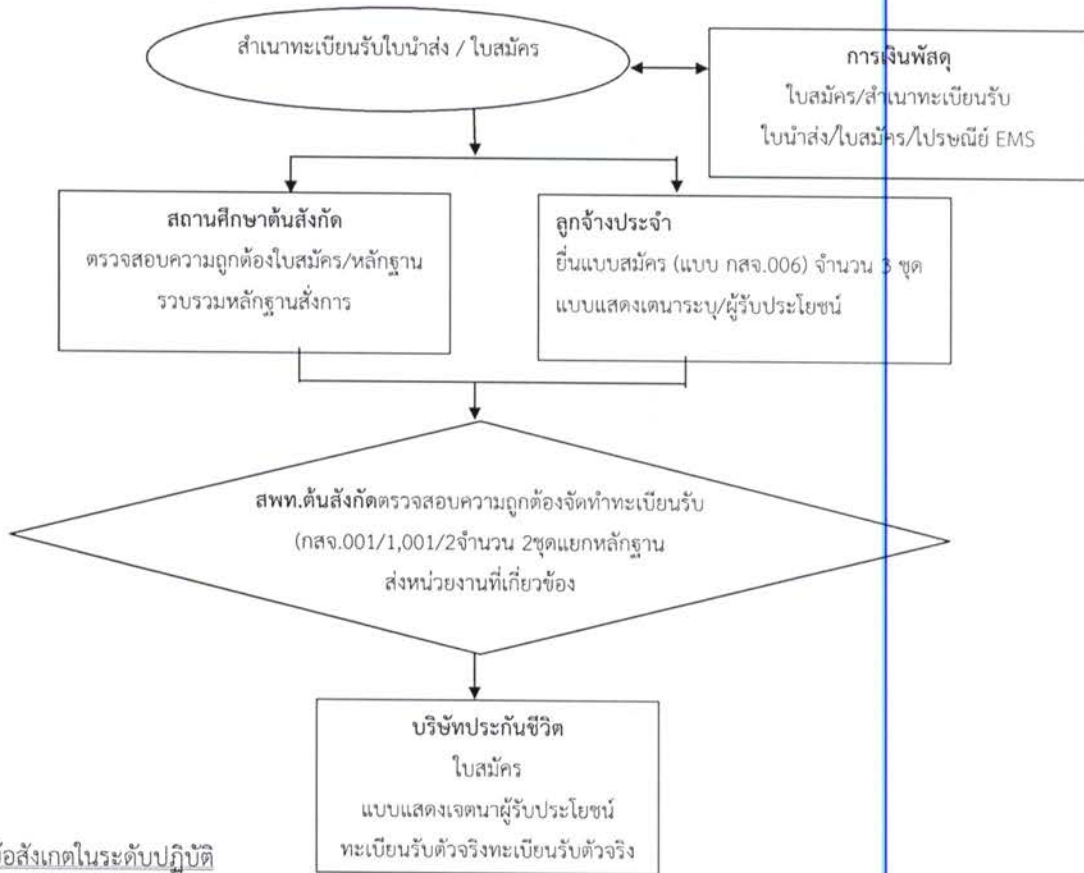 สำเนาทะเบียนรับใบนำส่ง / ใบสมัคร
การเงินพัสดุ
ใบสมัคร/สำเนาทะเบียนรับ
ใบนำส่ง/ใบสมัคร/ไปรษณีย์ EMS
สถานศึกษาต้นสังกัด
ตรวจสอบความถูกต้องใบสมัคร/หลักฐาน
รวบรวมหลักฐานสั่งการ
ลูกจ้างประจำ
ยื่นแบบสมัคร (แบบ กสจ.006) จำนวน 3 ชุด
แบบแสดงเตนาระบุ/ผู้รับประโยชน์
สพท.ต้นสังกัดตรวจสอบความถูกต้องจัดทำทะเบียนรับ
(กสจ.001/1,001/2จำนวน 2ชุดแยกหลักฐาน
ส่งหน่วยงานที่เกี่ยวข้อง
บริษัทประกันชีวิต
ใบสมัคร
แบบแสดงเจตนาผู้รับประโยชน์
ทะเบียนรับตัวจริงทะเบียนรับตัวจริง
้อสังเกตในระดับปฏิบัติ